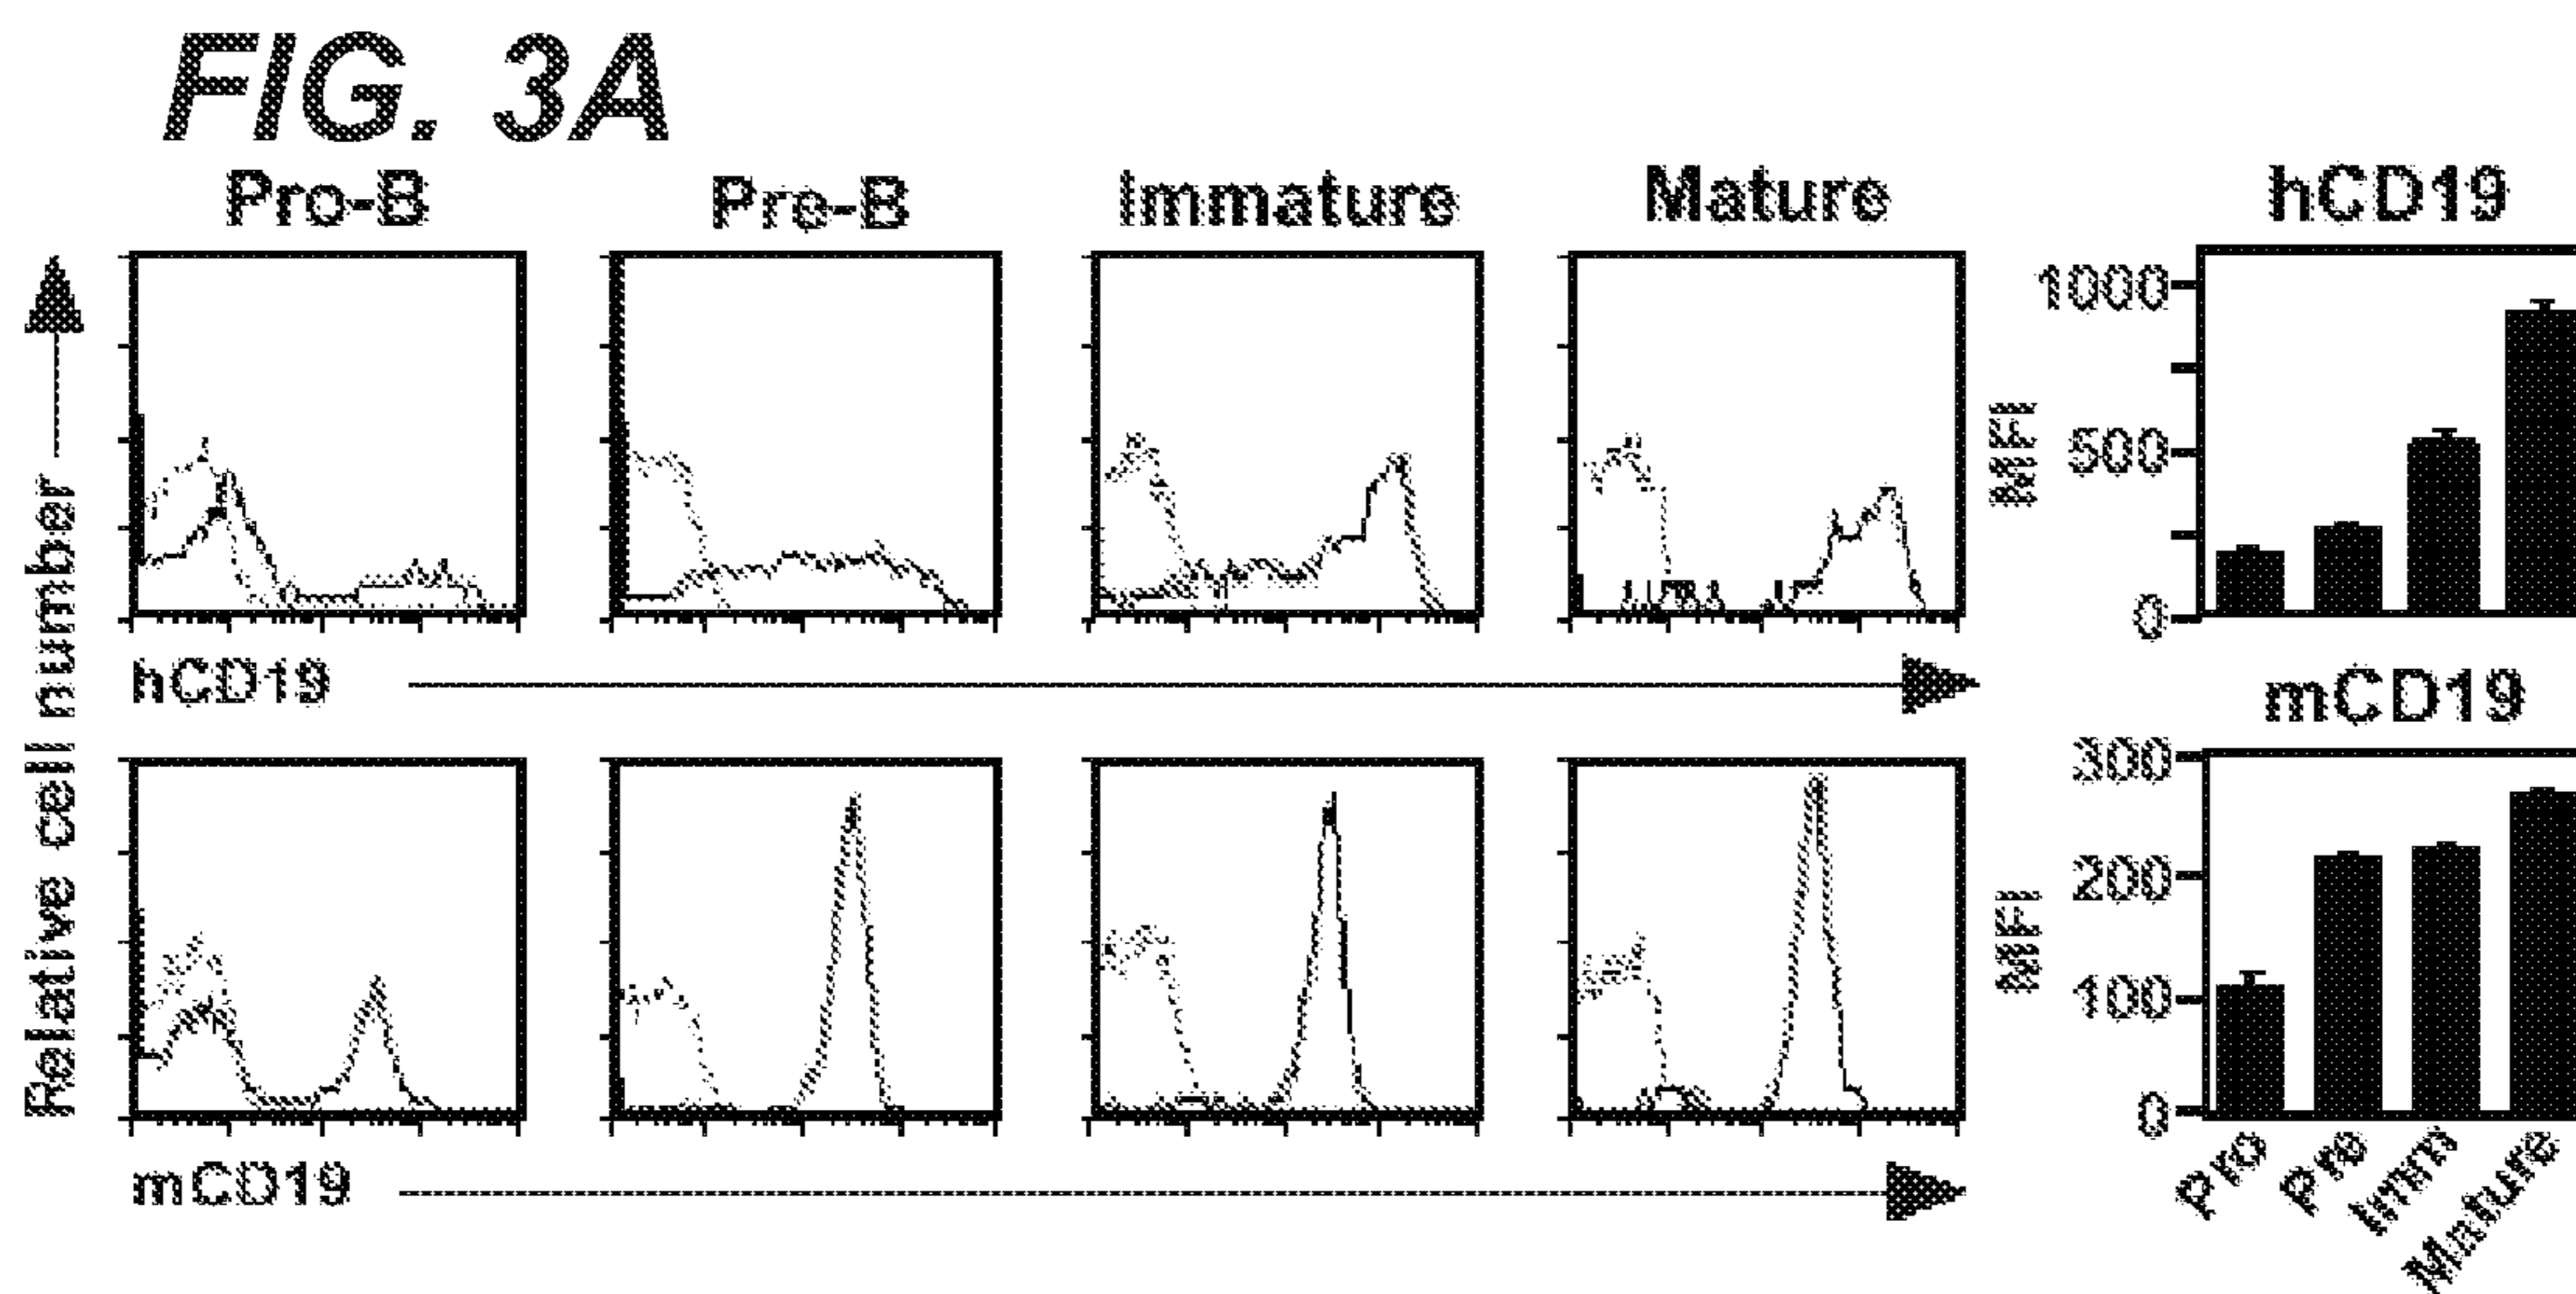 FIG. 3A
Pro-B Pre-B Immature Mature hCD19
Relative cell number
MFI
1000
500
0
hCD19
mCD19
MFI
300
200
100
0
mCD19
Pro Pre Imm Mature